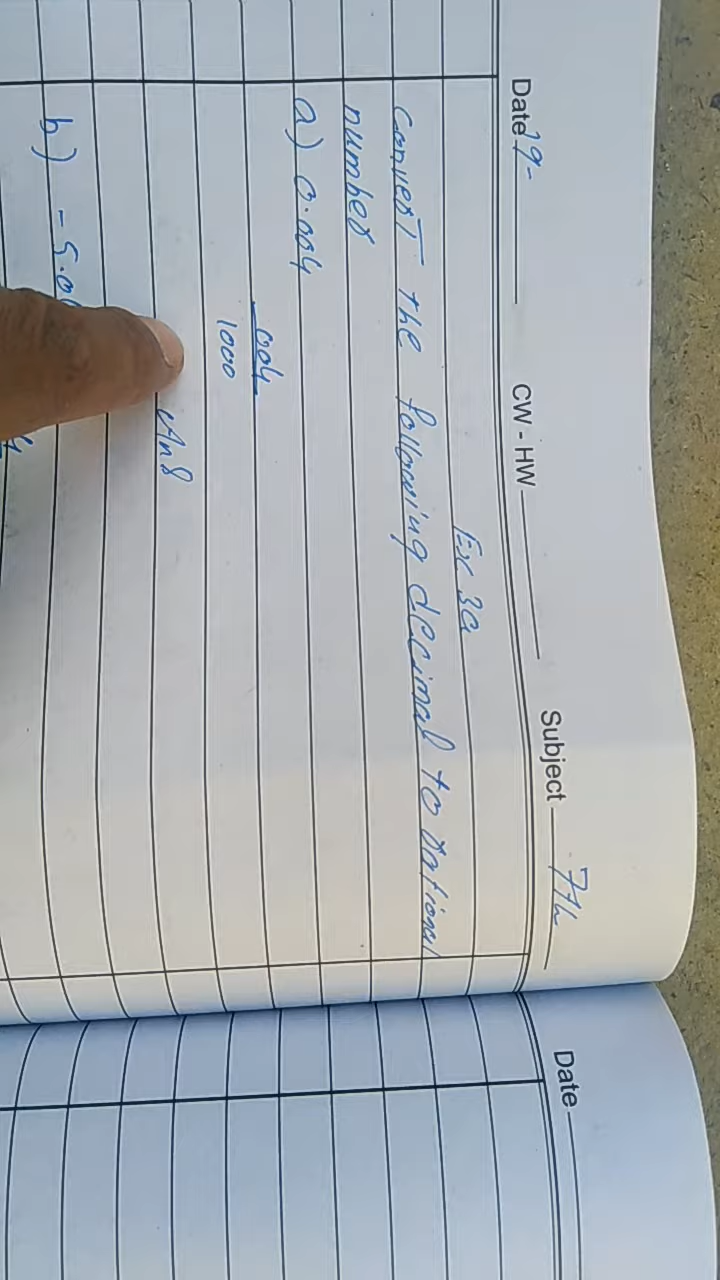 Date 19- CW - HW Subject 7th
Ex 3a
Convert the following decimal to rational
number
a) 0.004
004
1000
Ans
b) -5.0
Date